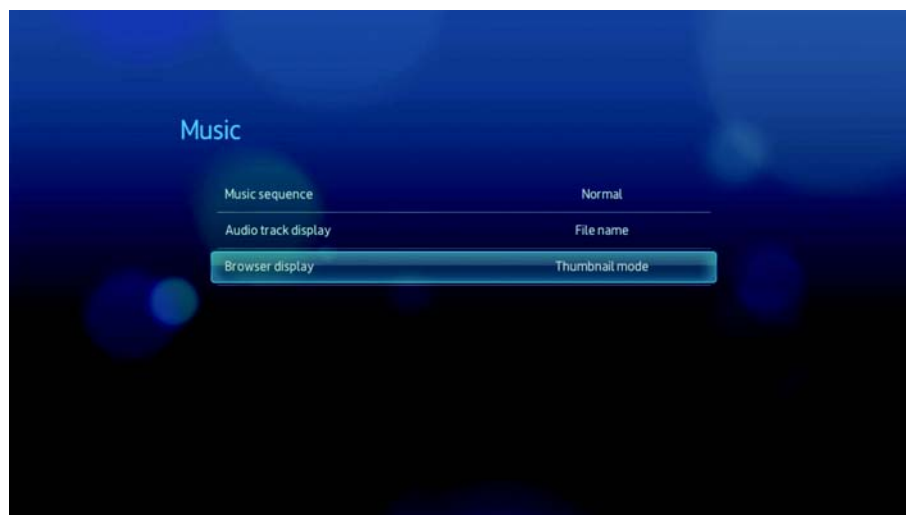 Music
Music sequence Normal
Audio track display File name
Browser display Thumbnail mode